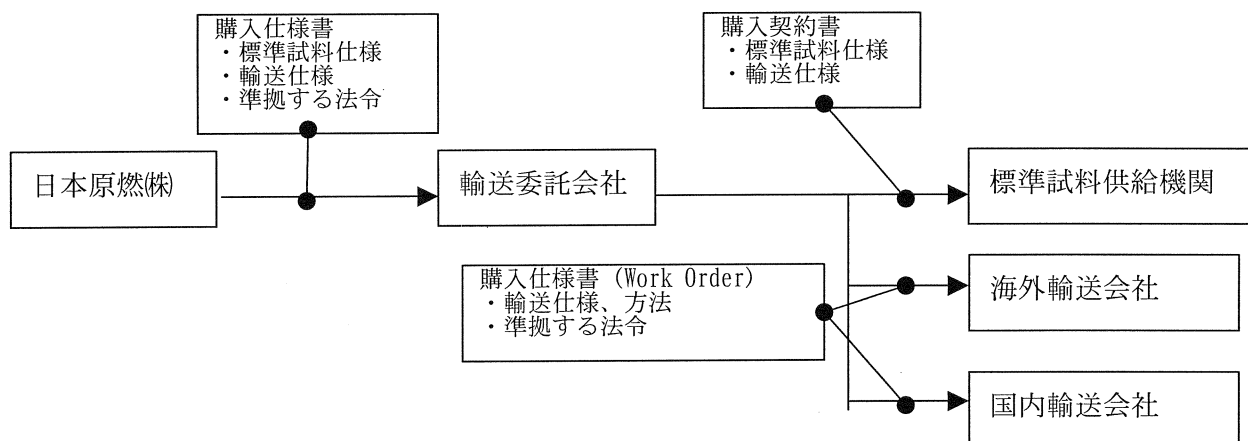 購入仕様書
・標準試料仕様
・輸送仕様
・準拠する法令
購入契約書
・標準試料仕様
・輸送仕様
日本原燃㈱
輸送委託会社
標準試料供給機関
購入仕様書 (Work Order)
・輸送仕様、方法
・準拠する法令
海外輸送会社
国内輸送会社